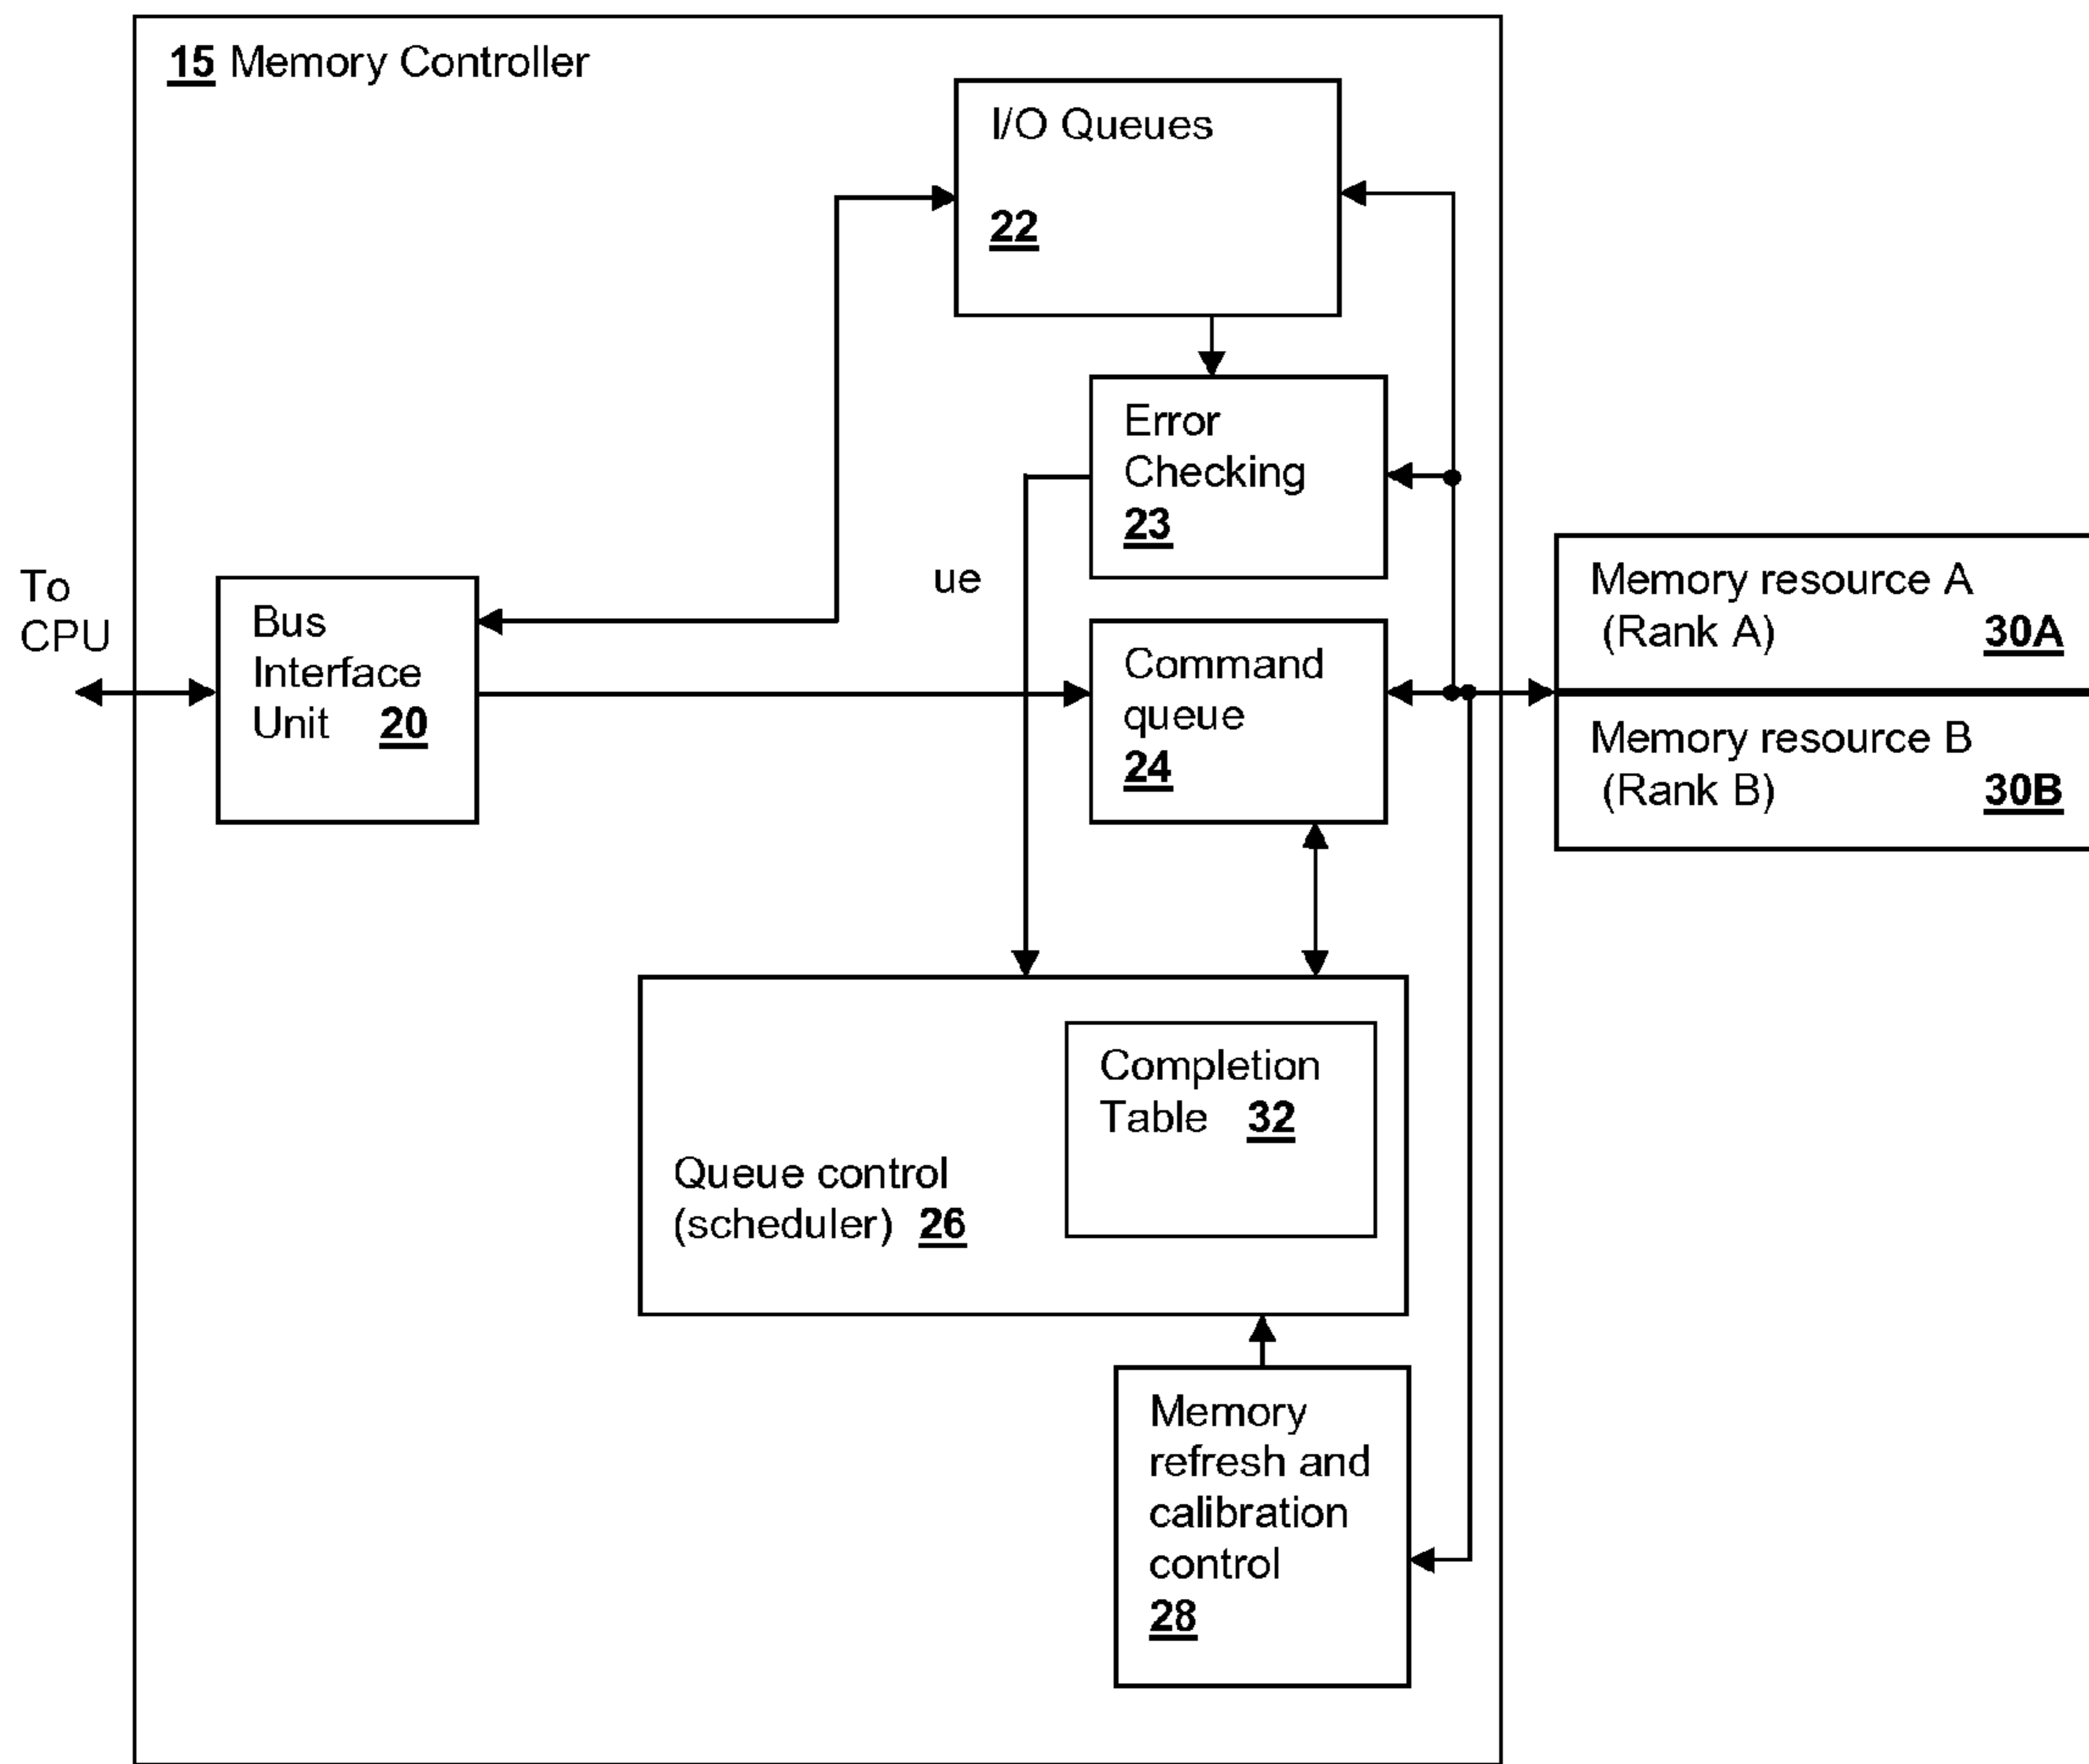 15 Memory Controller
I/O Queues
22
Error
Checking
23
ue
To
CPU
Bus
Interface
Unit 20
Command
queue
24
Memory resource A
(Rank A) 30A
Memory resource B
(Rank B) 30B
Completion
Table 32
Queue control
(scheduler) 26
Memory
refresh and
calibration
control
28